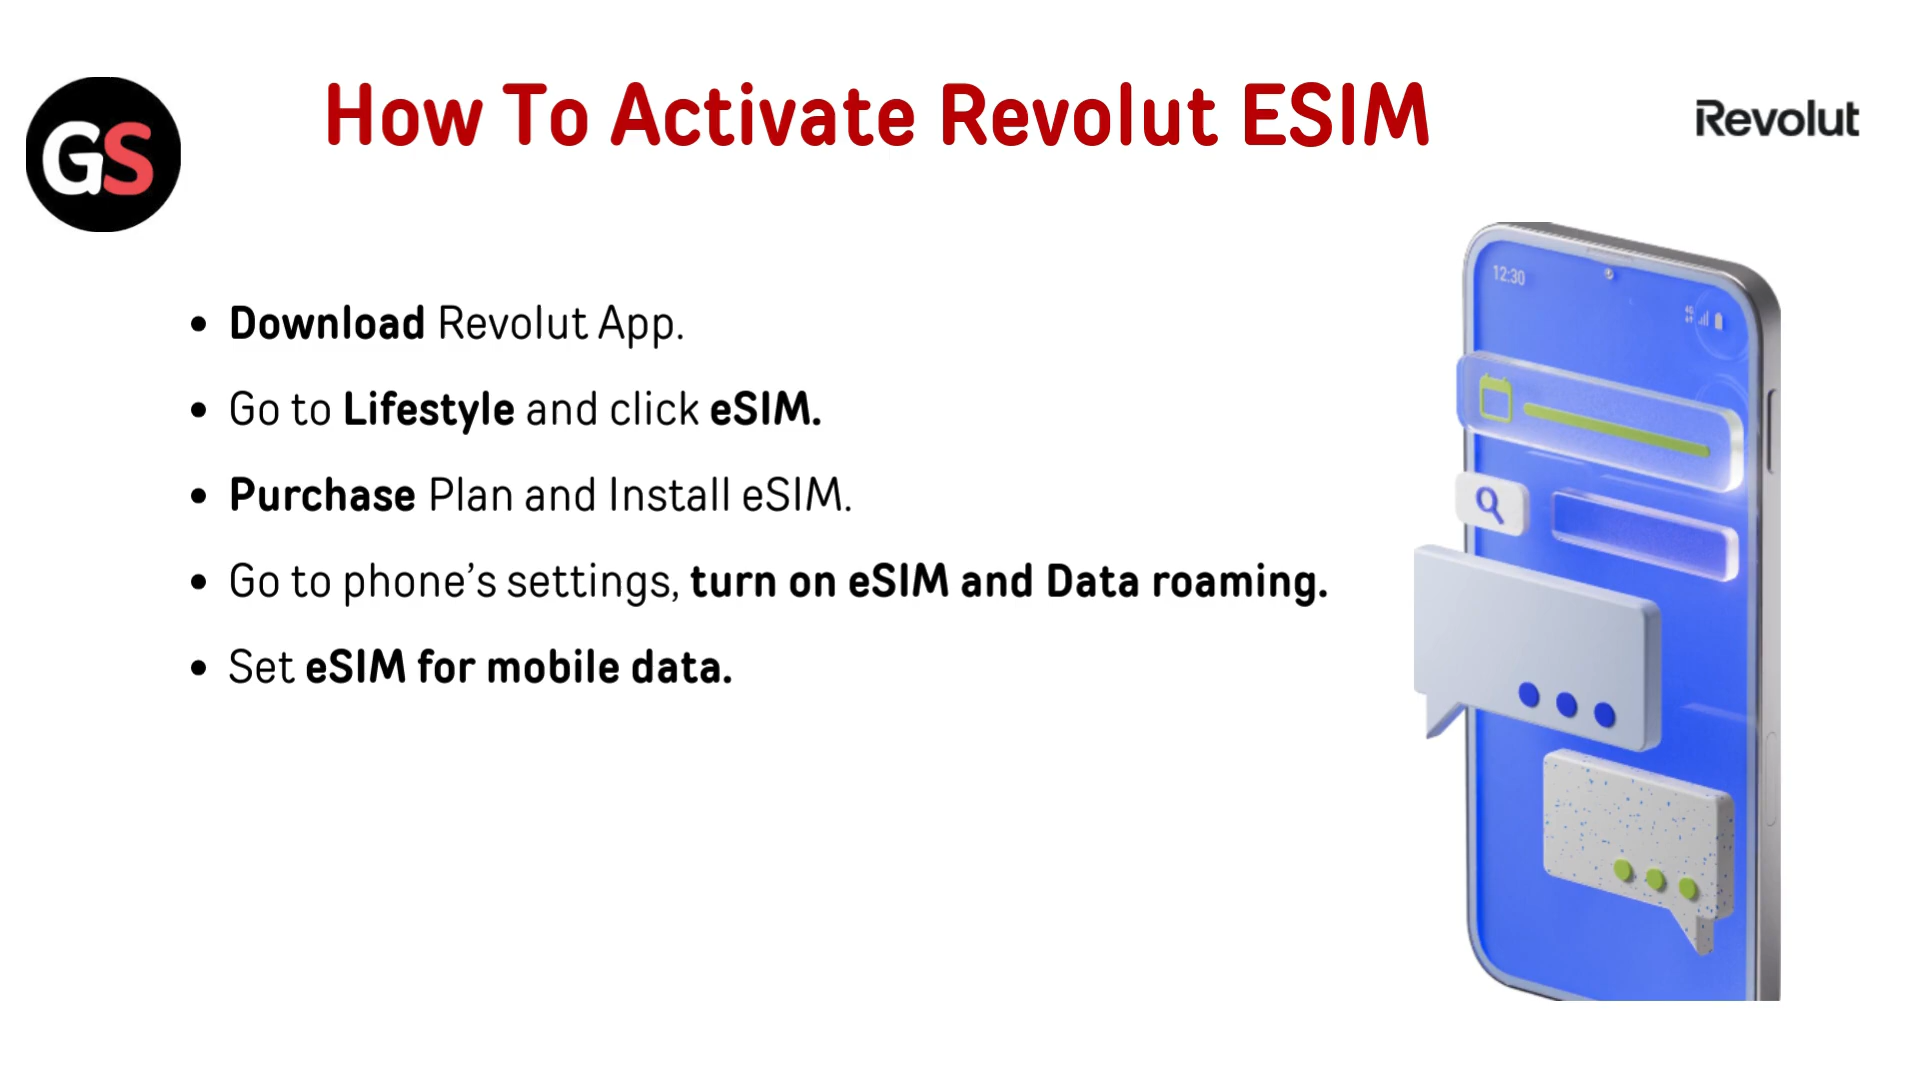 GS
How To Activate Revolut ESIM
Revolut
• Download Revolut App.
• Go to Lifestyle and click eSIM.
• Purchase Plan and Install eSIM.
• Go to phone’s settings, turn on eSIM and Data roaming.
• Set eSIM for mobile data.
12:30